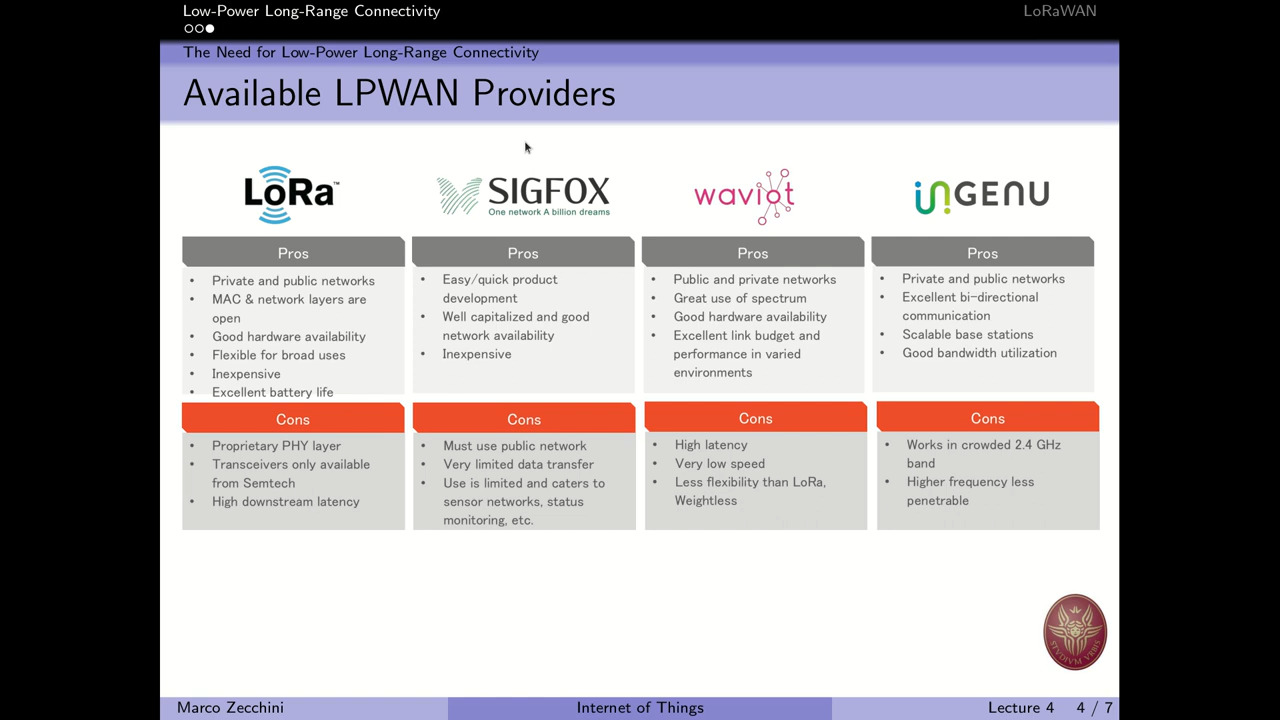 Low-Power Long-Range Connectivity
LoRaWAN
The Need for Low-Power Long-Range Connectivity
Available LPWAN Providers
LoRa™
Pros
• Private and public networks
• MAC & network layers are
open
• Good hardware availability
• Flexible for broad uses
• Inexpensive
• Excellent battery life
Cons
• Proprietary PHY layer
• Transceivers only available
from Semtech
• High downstream latency
SIGFOX
One network A billion dreams
Pros
• Easy/quick product
development
• Well capitalized and good
network availability
• Inexpensive
Cons
• Must use public network
• Very limited data transfer
• Use is limited and caters to
sensor networks, status
monitoring, etc.
waviot
Pros
• Public and private networks
• Great use of spectrum
• Good hardware availability
• Excellent link budget and
performance in varied
environments
Cons
• High latency
• Very low speed
• Less flexibility than LoRa,
Weightless
inGENU
Pros
• Private and public networks
• Excellent bi-directional
communication
• Scalable base stations
• Good bandwidth utilization
Cons
• Works in crowded 2.4 GHz
band
• Higher frequency less
penetrable
STVDIVM VRBIS
Marco Zecchini
Internet of Things
Lecture 4 4 / 7